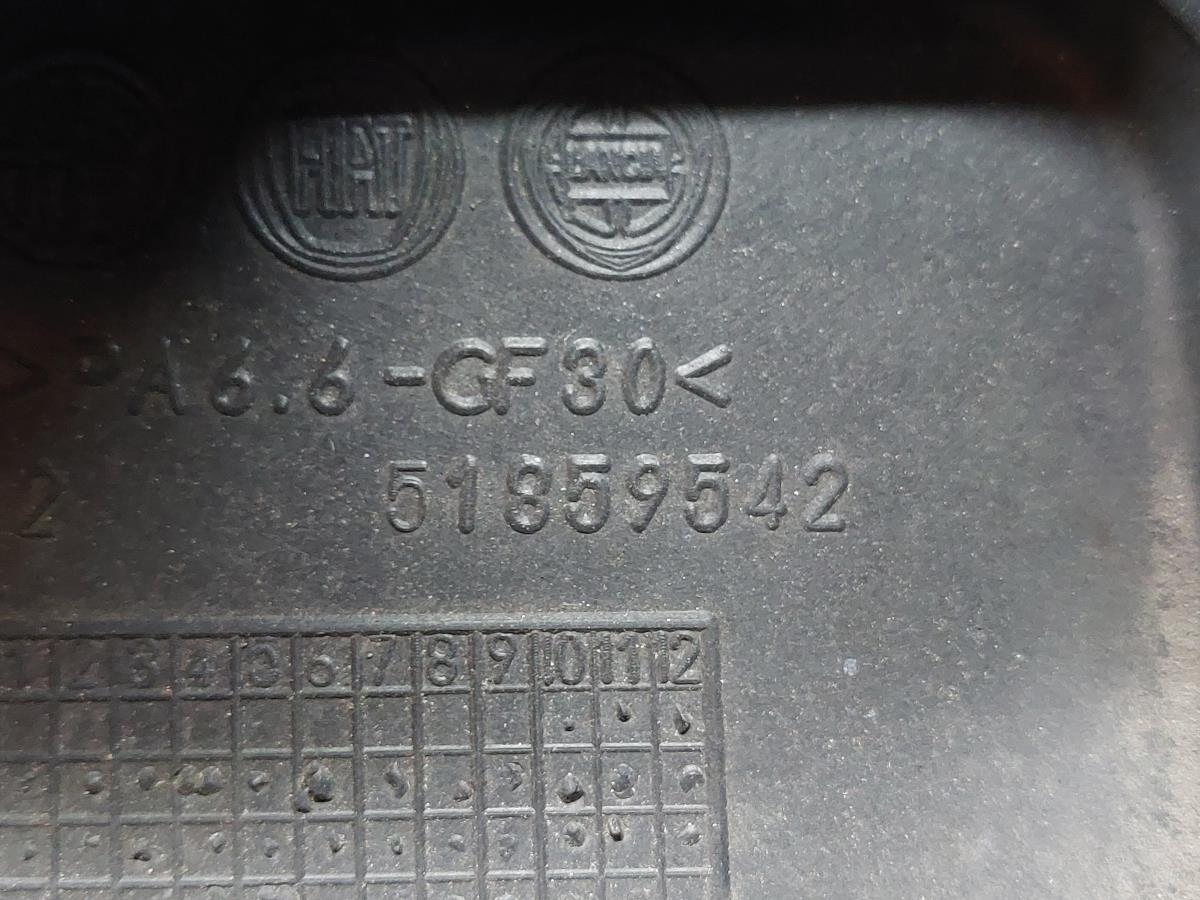 FIAT LANCIA
>PA6.6-GF30<
2 51859542
1 2 3 4 5 6 7 8 9 10 11 12